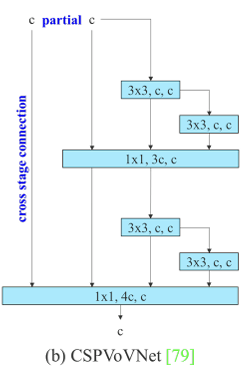 c partial c
cross stage connection
3x3, c, c
3x3, c, c
1x1, 3c, c
3x3, c, c
3x3, c, c
1x1, 4c, c
c
(b) CSPVoVNet [79]